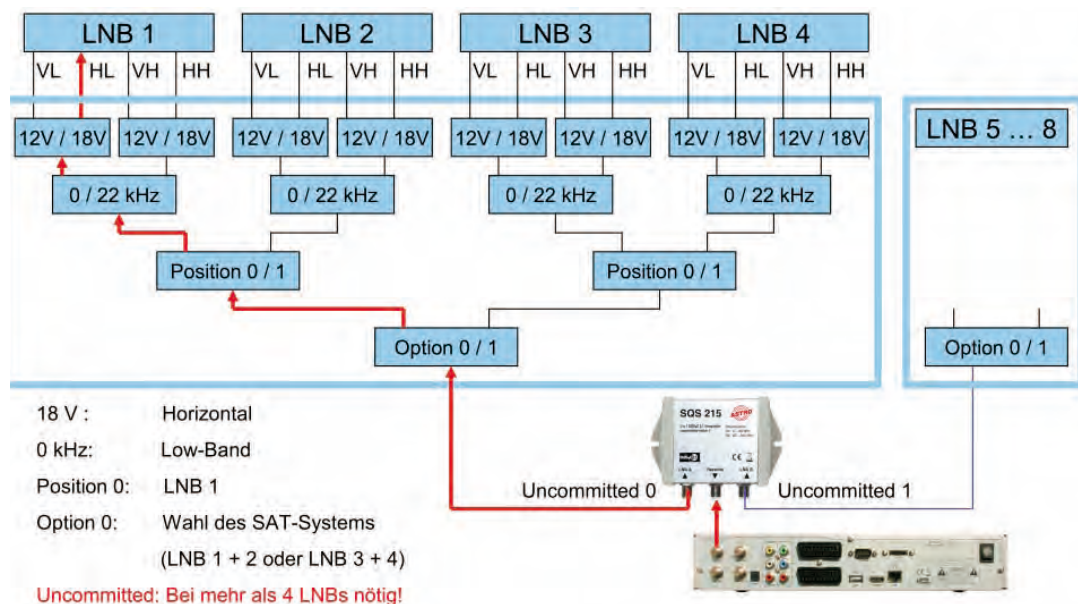 LNB 1 LNB 2 LNB 3 LNB 4
VL HL VH HH VL HL VH HH VL HL VH HH VL HL VH HH
12V / 18V 12V / 18V 12V / 18V 12V / 18V 12V / 18V 12V / 18V 12V / 18V 12V / 18V
LNB 5 ... 8
0 / 22 kHz 0 / 22 kHz 0 / 22 kHz 0 / 22 kHz
Position 0 / 1 Position 0 / 1
Option 0 / 1 Option 0 / 1
18 V : Horizontal
0 kHz: Low-Band
Position 0: LNB 1
Option 0: Wahl des SAT-Systems
(LNB 1 + 2 oder LNB 3 + 4)
Uncommitted: Bei mehr als 4 LNBs nötig!
SQS 215
ASTRO
Uncommitted 0 Uncommitted 1